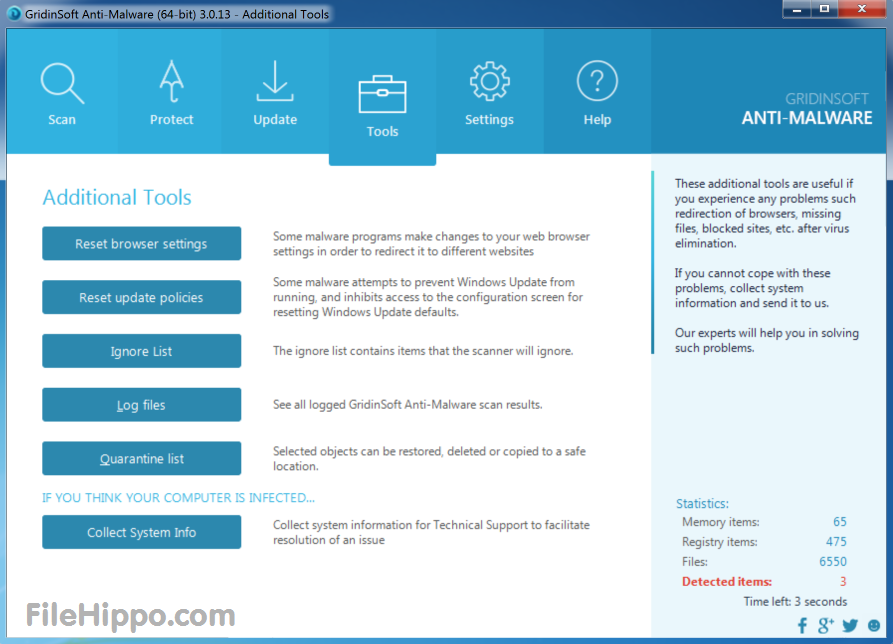 GridinSoft Anti-Malware (64-bit) 3.0.13 - Additional Tools
Scan
Protect
Update
Tools
Settings
Help
GRIDINSOFT
ANTI-MALWARE
Additional Tools
Reset browser settings
Some malware programs make changes to your web browser
settings in order to redirect it to different websites
Reset update policies
Some malware attempts to prevent Windows Update from
running, and inhibits access to the configuration screen for
resetting Windows Update defaults.
Ignore List
The ignore list contains items that the scanner will ignore.
Log files
See all logged GridinSoft Anti-Malware scan results.
Quarantine list
Selected objects can be restored, deleted or copied to a safe
location.
IF YOU THINK YOUR COMPUTER IS INFECTED...
Collect System Info
Collect system information for Technical Support to facilitate
resolution of an issue
These additional tools are useful if
you experience any problems such
redirection of browsers, missing
files, blocked sites, etc. after virus
elimination.
If you cannot cope with these
problems, collect system
information and send it to us.
Our experts will help you in solving
such problems.
Statistics:
Memory items: 65
Registry items: 475
Files: 6550
Detected items: 3
Time left: 3 seconds
FileHippo.com